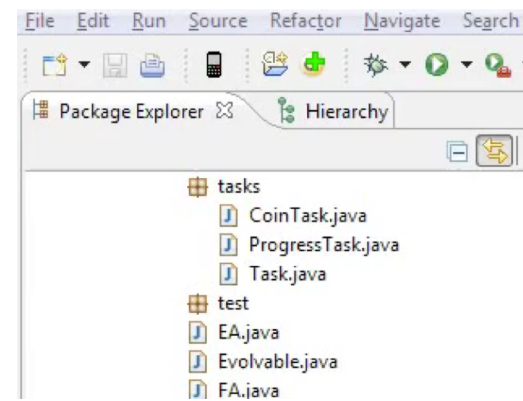 File Edit Run Source Refactor Navigate Search
Package Explorer Hierarchy
tasks
CoinTask.java
ProgressTask.java
Task.java
test
EA.java
Evolvable.java
FA.java